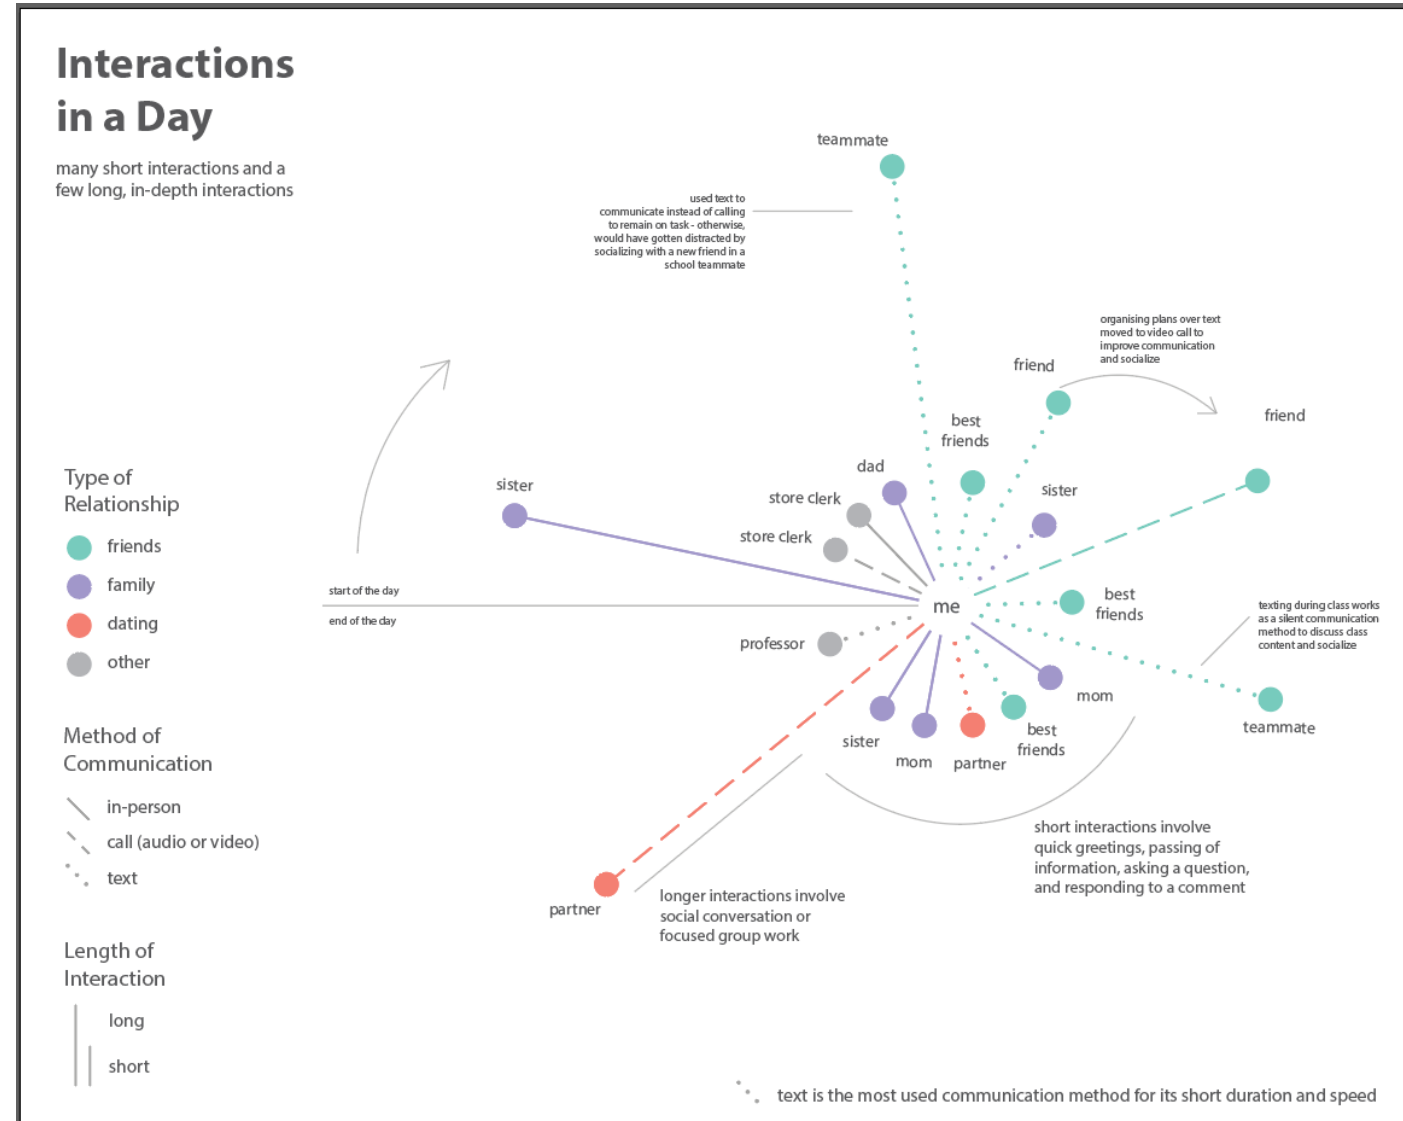 Interactions
in a Day
many short interactions and a
few long, in-depth interactions
teammate
used text to
communicate instead of calling
to remain on task - otherwise,
would have gotten distracted by
socializing with a new friend in a
school teammate
organising plans over text
moved to video call to
improve communication
and socialize
friend
friend
best
friends
dad
sister
store clerk
sister
store clerk
Type of
Relationship
friends
family
dating
other
start of the day
end of the day
me
best
friends
texting during class works
as a silent communication
method to discuss class
content and socialize
professor
mom
teammate
sister
mom
partner
best
friends
Method of
Communication
in-person
call (audio or video)
text
short interactions involve
quick greetings, passing of
information, asking a question,
and responding to a comment
partner
longer interactions involve
social conversation or
focused group work
Length of
Interaction
long
short
text is the most used communication method for its short duration and speed